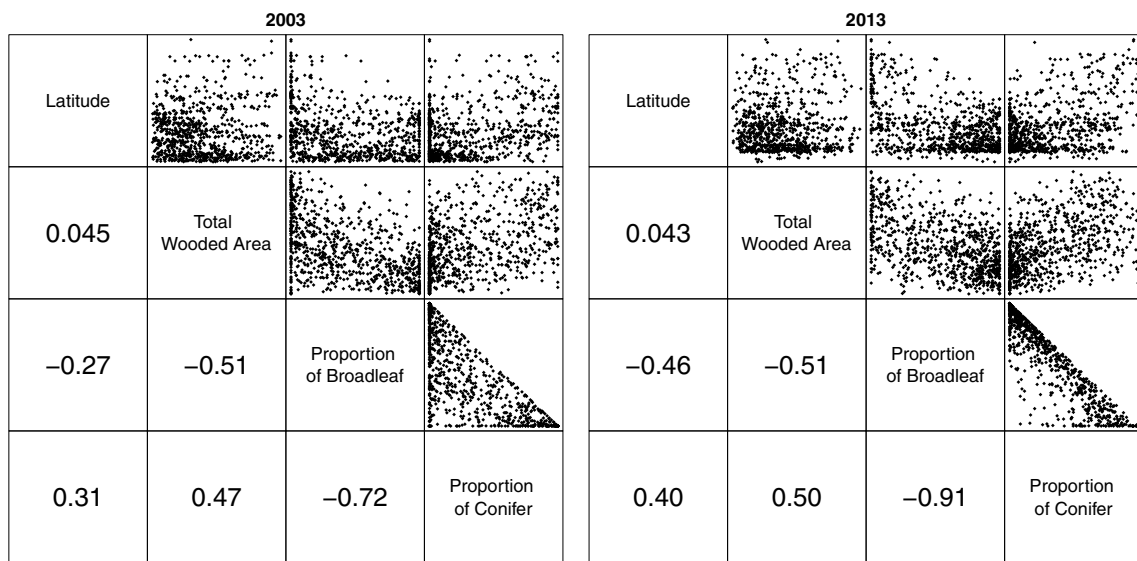 2003
2013
Latitude
0.045
Total
Wooded Area
−0.27
−0.51
Proportion
of Broadleaf
0.31
0.47
−0.72
Proportion
of Conifer
Latitude
0.043
Total
Wooded Area
−0.46
−0.51
Proportion
of Broadleaf
0.40
0.50
−0.91
Proportion
of Conifer